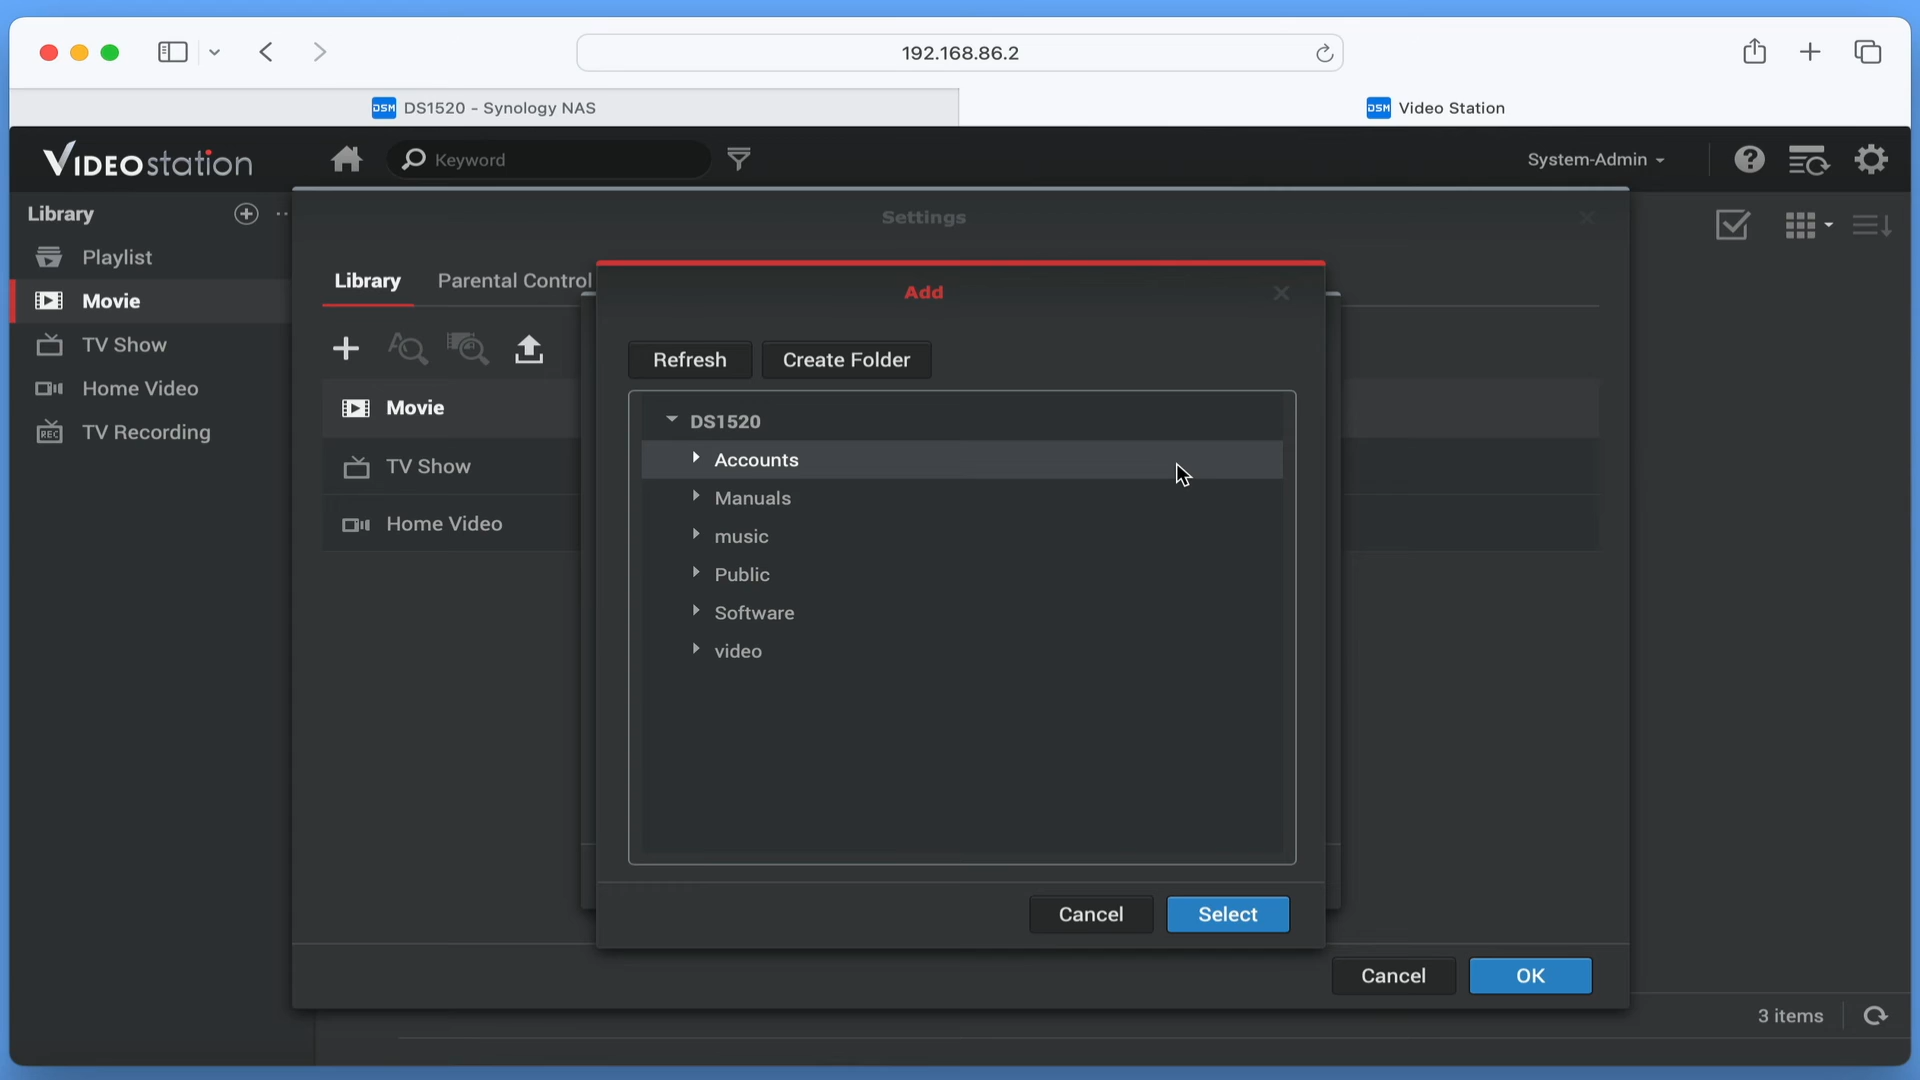 192.168.86.2
DSM DS1520 - Synology NAS
DSM Video Station
VIDEOstation
Keyword
System-Admin
Library
Settings
Playlist
Movie
TV Show
Home Video
REC TV Recording
Library
Parental Control
Movie
TV Show
Home Video
Add
Refresh
Create Folder
DS1520
Accounts
Manuals
music
Public
Software
video
Cancel
Select
Cancel
OK
3 items